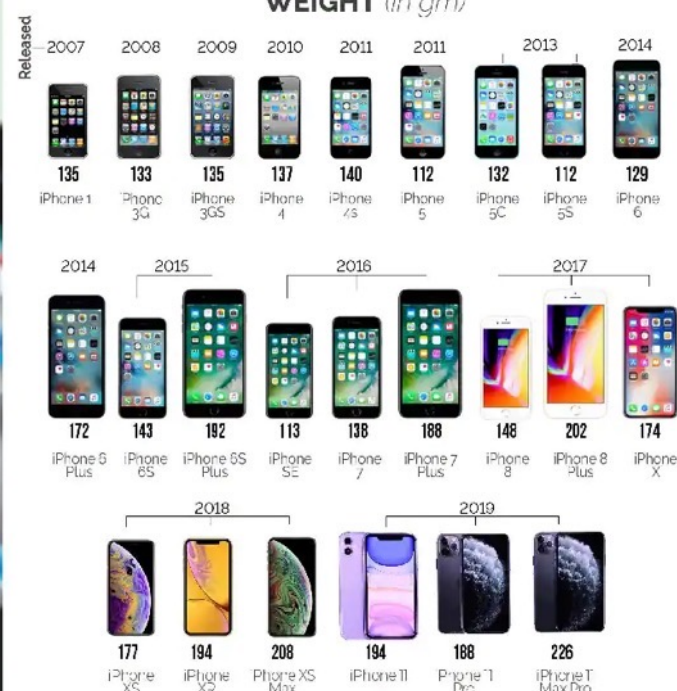 WEIGHT (in gm)
Released
2007 2008 2009 2010 2011 2011 2013 2014
135 133 135 137 140 112 132 112 129
iPhone 1 iPhone iPhone iPhone iPhone iPhone iPhone iPhone iPhone
3G 3GS 4 4s 5 5C 5S 6
2014 2015 2016 2017
172 143 192 113 138 188 148 202 174
iPhone 6 iPhone iPhone 6S iPhone iPhone iPhone 7 iPhone iPhone 8 iPhone
Plus 6S Plus SE 7 Plus 8 Plus X
2018 2019
177 194 208 194 188 226
iPhone iPhone iPhone XS iPhone 11 iPhone 11 iPhone 11
XS XR Max Pro Max Pro